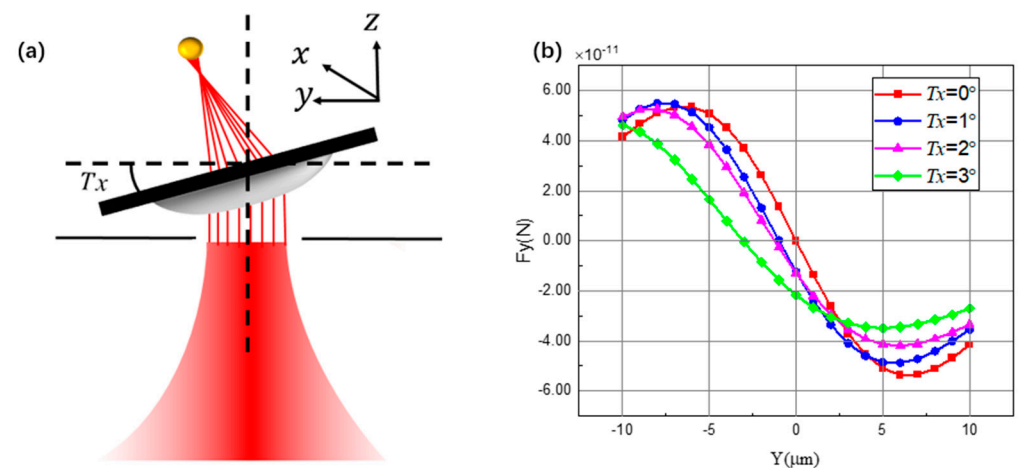 (a)
z
x
y
Tx
(b)
×10⁻¹¹
6.00
4.00
2.00
0.00
-2.00
-4.00
-6.00
Fy(N)
-10
-5
0
5
10
Y(μm)
Tx=0°
Tx=1°
Tx=2°
Tx=3°